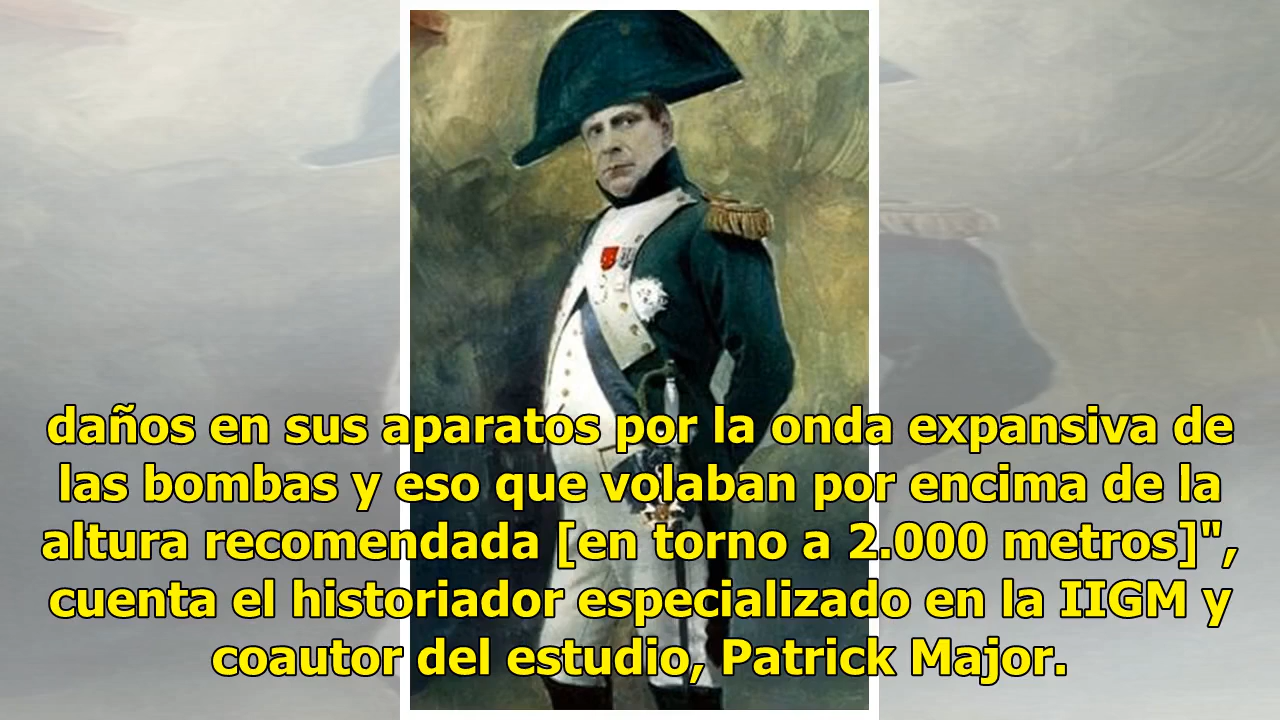 daños en sus aparatos por la onda expansiva de
las bombas y eso que volaban por encima de la
altura recomendada [en torno a 2.000 metros]",
cuenta el historiador especializado en la IIGM y
coautor del estudio, Patrick Major.